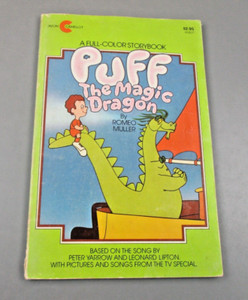 A FULL-COLOR STORYBOOK
PUFF
The Magic
Dragon
By
ROMEO
MULLER
BASED ON THE SONG BY
PETER YARROW AND LEONARD LIPTON
WITH PICTURES AND SONGS FROM THE TV SPECIAL